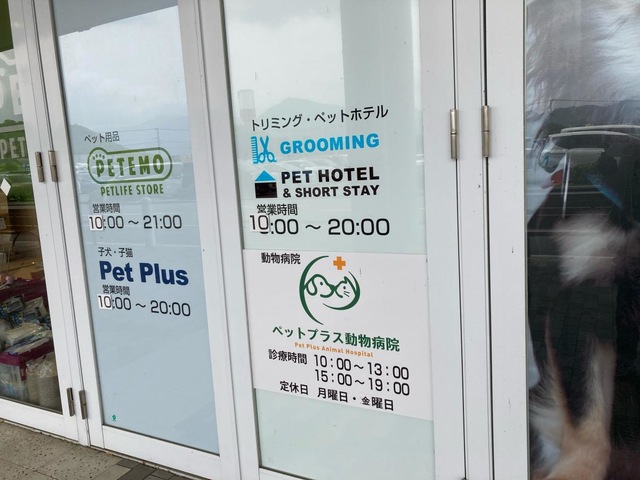 ペット用品
PETEMO
PETLIFE STORE
営業時間
10:00~21:00
子犬・子猫
Pet Plus
営業時間
10:00~20:00
トリミング・ペットホテル
GROOMING
PET HOTEL
& SHORT STAY
営業時間
10:00~20:00
動物病院
ペットプラス動物病院
Pet Plus Animal Hospital
診療時間 10:00~13:00
15:00~19:00
定休日 月曜日・金曜日